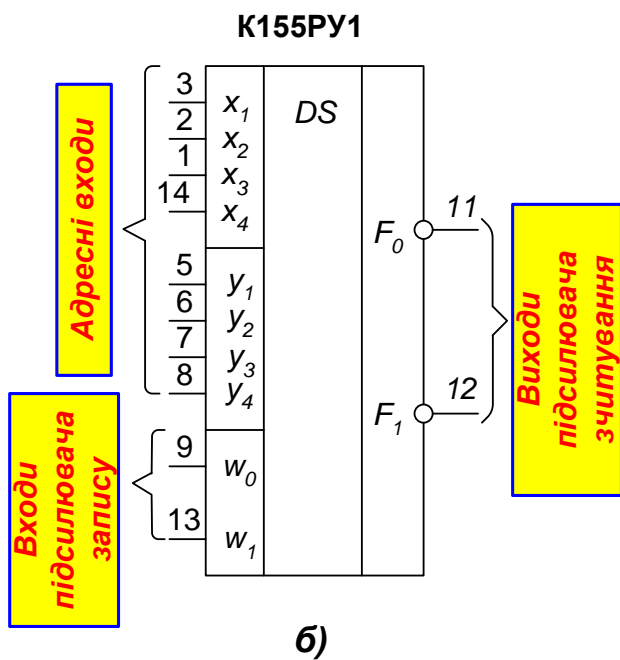 К155РУ1
Адресні входи
Входи
підсилювача
запису
3
2
1
14
5
6
7
8
9
13
x1
x2
x3
x4
y1
y2
y3
y4
w0
w1
DS
F0
F1
11
12
Виходи
підсилювача
зчитування
б)